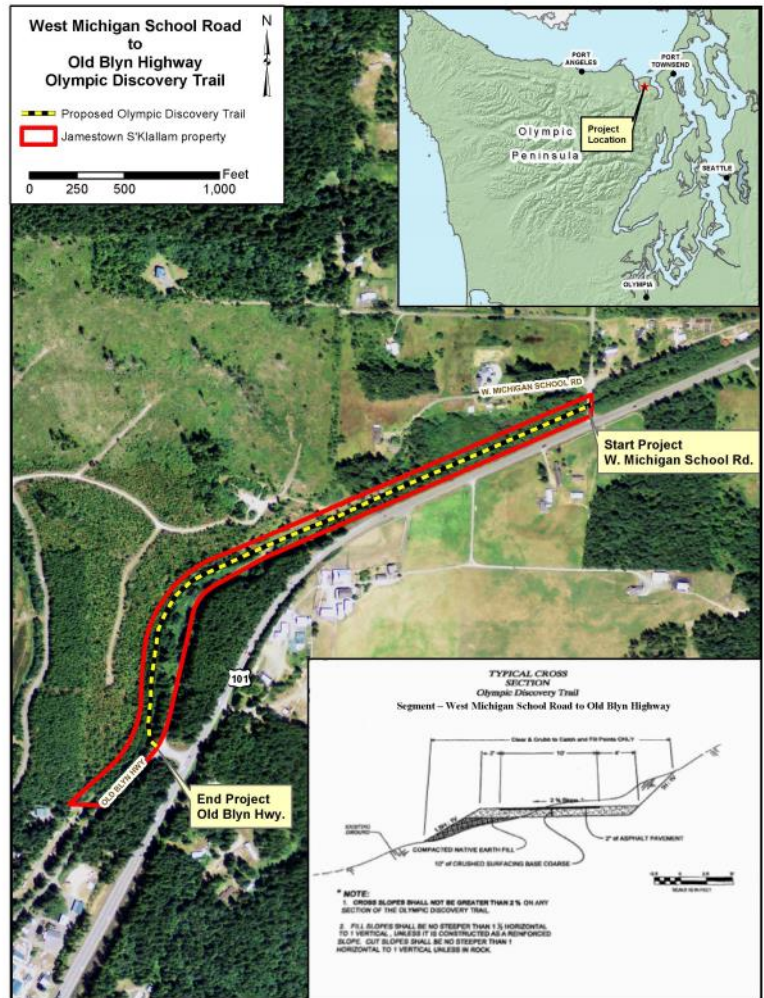 West Michigan School Road
to
Old Blyn Highway
Olympic Discovery Trail
N
Proposed Olympic Discovery Trail
Jamestown S'Klallam property
Feet
0 250 500 1,000
PORT
ANGELES
PORT
TOWNSEND
Project
Location
Olympic
Peninsula
SEATTLE
OLYMPIA
W. MICHIGAN SCHOOL RD
Start Project
W. Michigan School Rd.
101
OLD BLYN HWY
End Project
Old Blyn Hwy.
TYPICAL CROSS
SECTION
Olympic Discovery Trail
Segment – West Michigan School Road to Old Blyn Highway
Clear & Grubb to Catch and Fill Points ONLY
2' 10' 4'
2 % Slope
EXISTING
GROUND
COMPACTED NATIVE EARTH FILL
2" OF ASPHALT PAVEMENT
10" OF CRUSHED SURFACING BASE COARSE
* NOTE:
1. CROSS SLOPES SHALL NOT BE GREATER THAN 2 % ON ANY
SECTION OF THE OLYMPIC DISCOVERY TRAIL.
2. FILL SLOPES SHALL BE NO STEEPER THAN 1 ½ HORIZONTAL
TO 1 VERTICAL, UNLESS IT IS CONSTRUCTED AS A REINFORCED
SLOPE. CUT SLOPES SHALL BE NO STEEPER THAN 1
HORIZONTAL TO 1 VERTICAL UNLESS IN ROCK.